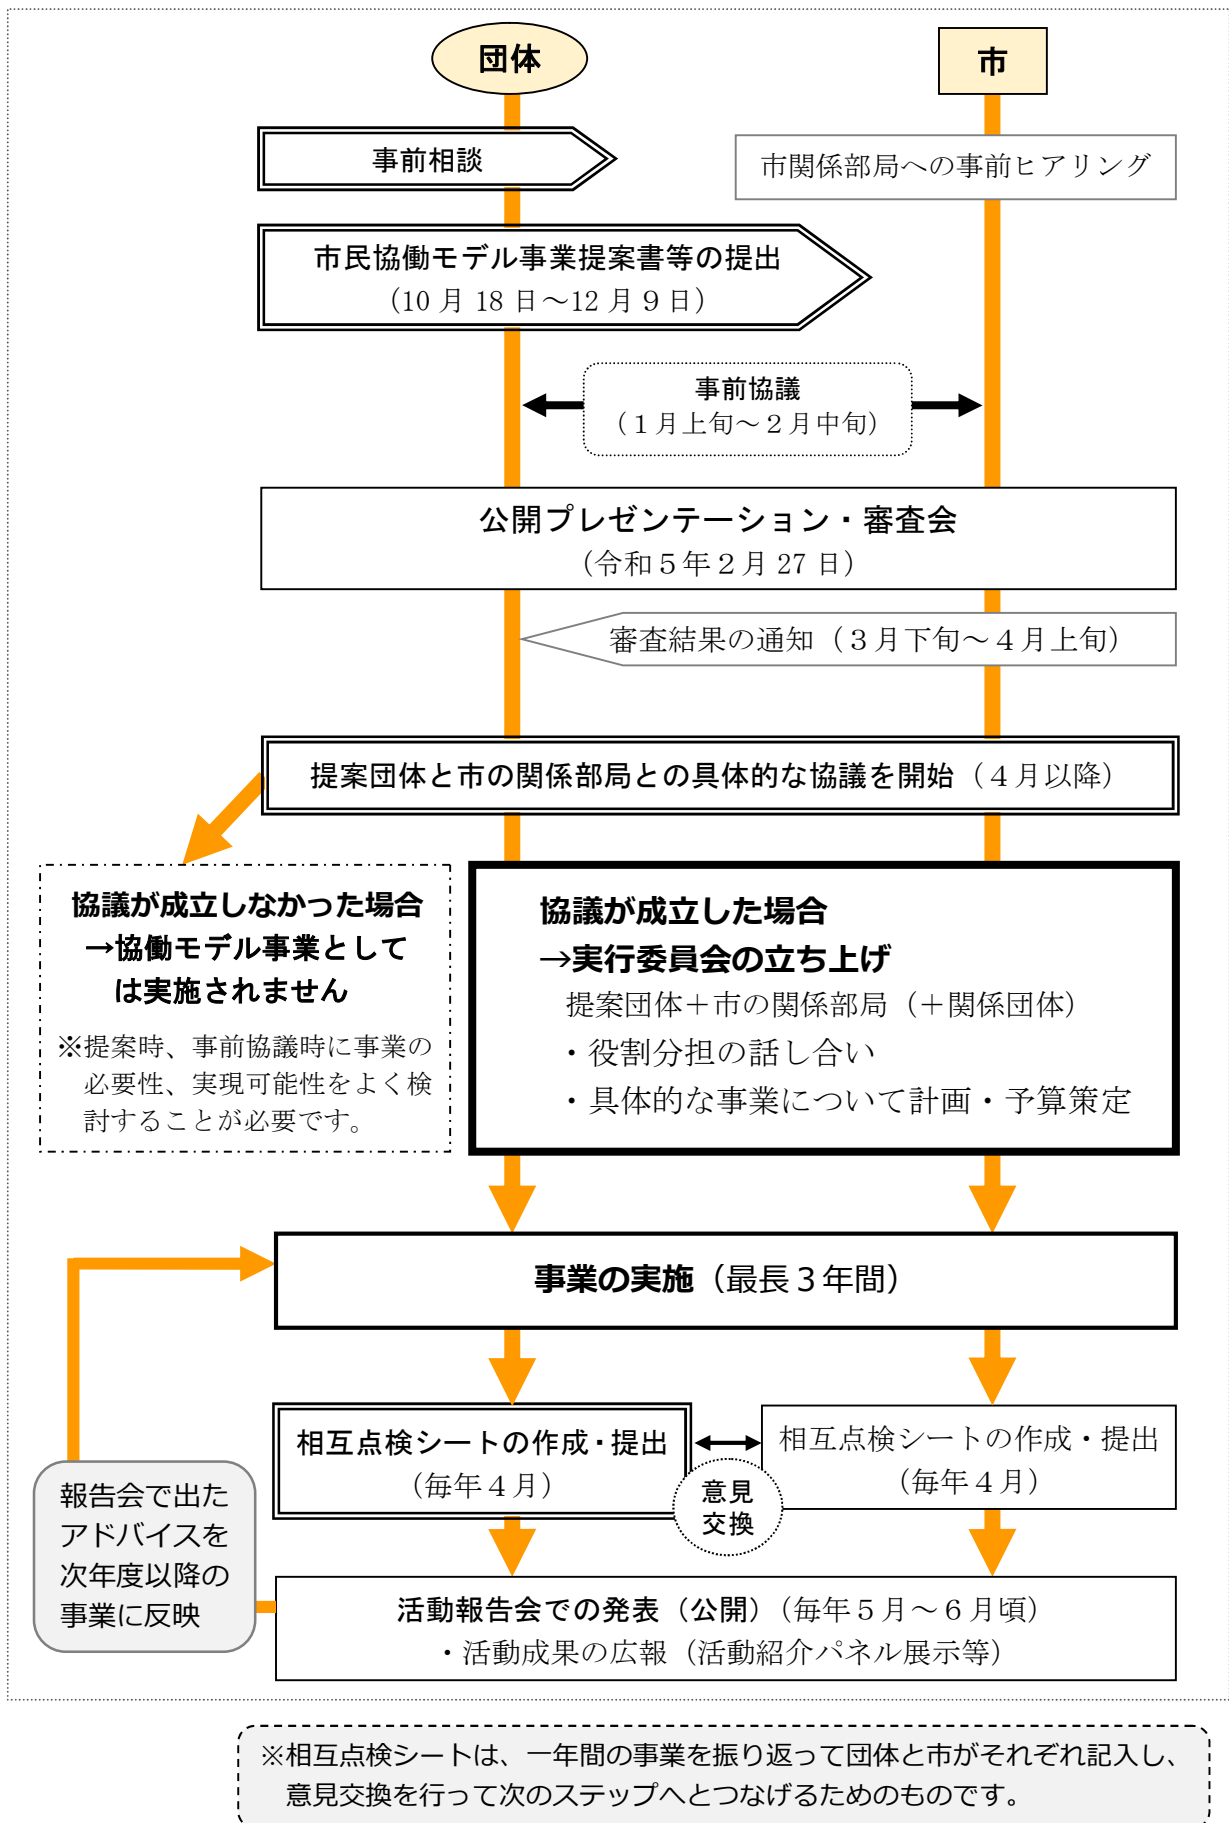 団体
市
事前相談
市関係部局への事前ヒアリング
市民協働モデル事業提案書等の提出
（10 月 18 日～12 月９日）
事前協議
（１月上旬～２月中旬）
公開プレゼンテーション・審査会
（令和５年２月 27 日）
審査結果の通知（３月下旬～４月上旬）
提案団体と市の関係部局との具体的な協議を開始（４月以降）
協議が成立しなかった場合
→協働モデル事業として
は実施されません
※提案時、事前協議時に事業の
必要性、実現可能性をよく検
討することが必要です。
協議が成立した場合
→実行委員会の立ち上げ
提案団体＋市の関係部局（＋関係団体）
・役割分担の話し合い
・具体的な事業について計画・予算策定
事業の実施（最長３年間）
相互点検シートの作成・提出
（毎年４月）
意見
交換
相互点検シートの作成・提出
（毎年４月）
報告会で出た
アドバイスを
次年度以降の
事業に反映
活動報告会での発表（公開）（毎年５月～６月頃）
・活動成果の広報（活動紹介パネル展示等）
※相互点検シートは、一年間の事業を振り返って団体と市がそれぞれ記入し、
意見交換を行って次のステップへとつなげるためのものです。